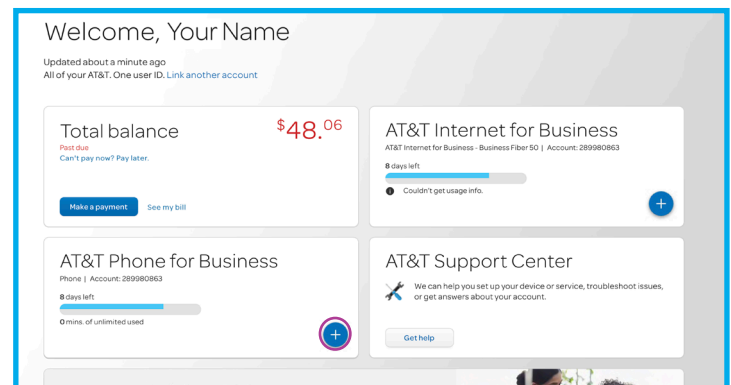 Welcome, Your Name
Updated about a minute ago
All of your AT&T. One user ID. Link another account
Total balance
$48.06
Past due
Can't pay now? Pay later.
Make a payment
See my bill
AT&T Internet for Business
AT&T Internet for Business - Business Fiber 50 | Account: 289980863
8 days left
Couldn't get usage info.
AT&T Phone for Business
Phone | Account: 289980863
8 days left
0 mins. of unlimited used
AT&T Support Center
We can help you set up your device or service, troubleshoot issues,
or get answers about your account.
Get help